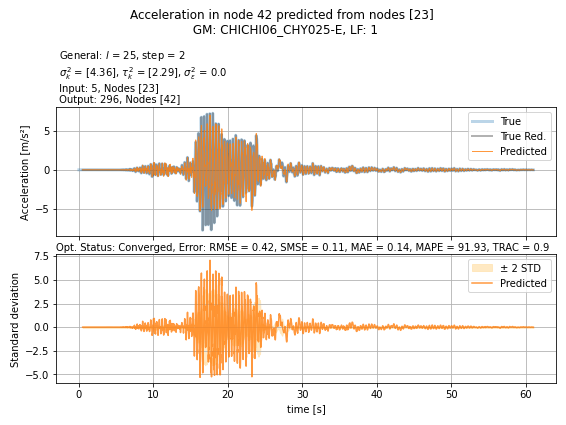 Acceleration in node 42 predicted from nodes [23]
GM: CHICHI06_CHY025-E, LF: 1
General: l = 25, step = 2
σ²ₖ = [4.36], τ²ₖ = [2.29], σ²ₑ = 0.0
Input: 5, Nodes [23]
Output: 296, Nodes [42]
True
True Red.
Predicted
Acceleration [m/s²]
5
0
−5
Opt. Status: Converged, Error: RMSE = 0.42, SMSE = 0.11, MAE = 0.14, MAPE = 91.93, TRAC = 0.9
± 2 STD
Predicted
Standard deviation
7.5
5.0
2.5
0.0
−2.5
−5.0
0 10 20 30 40 50 60
time [s]